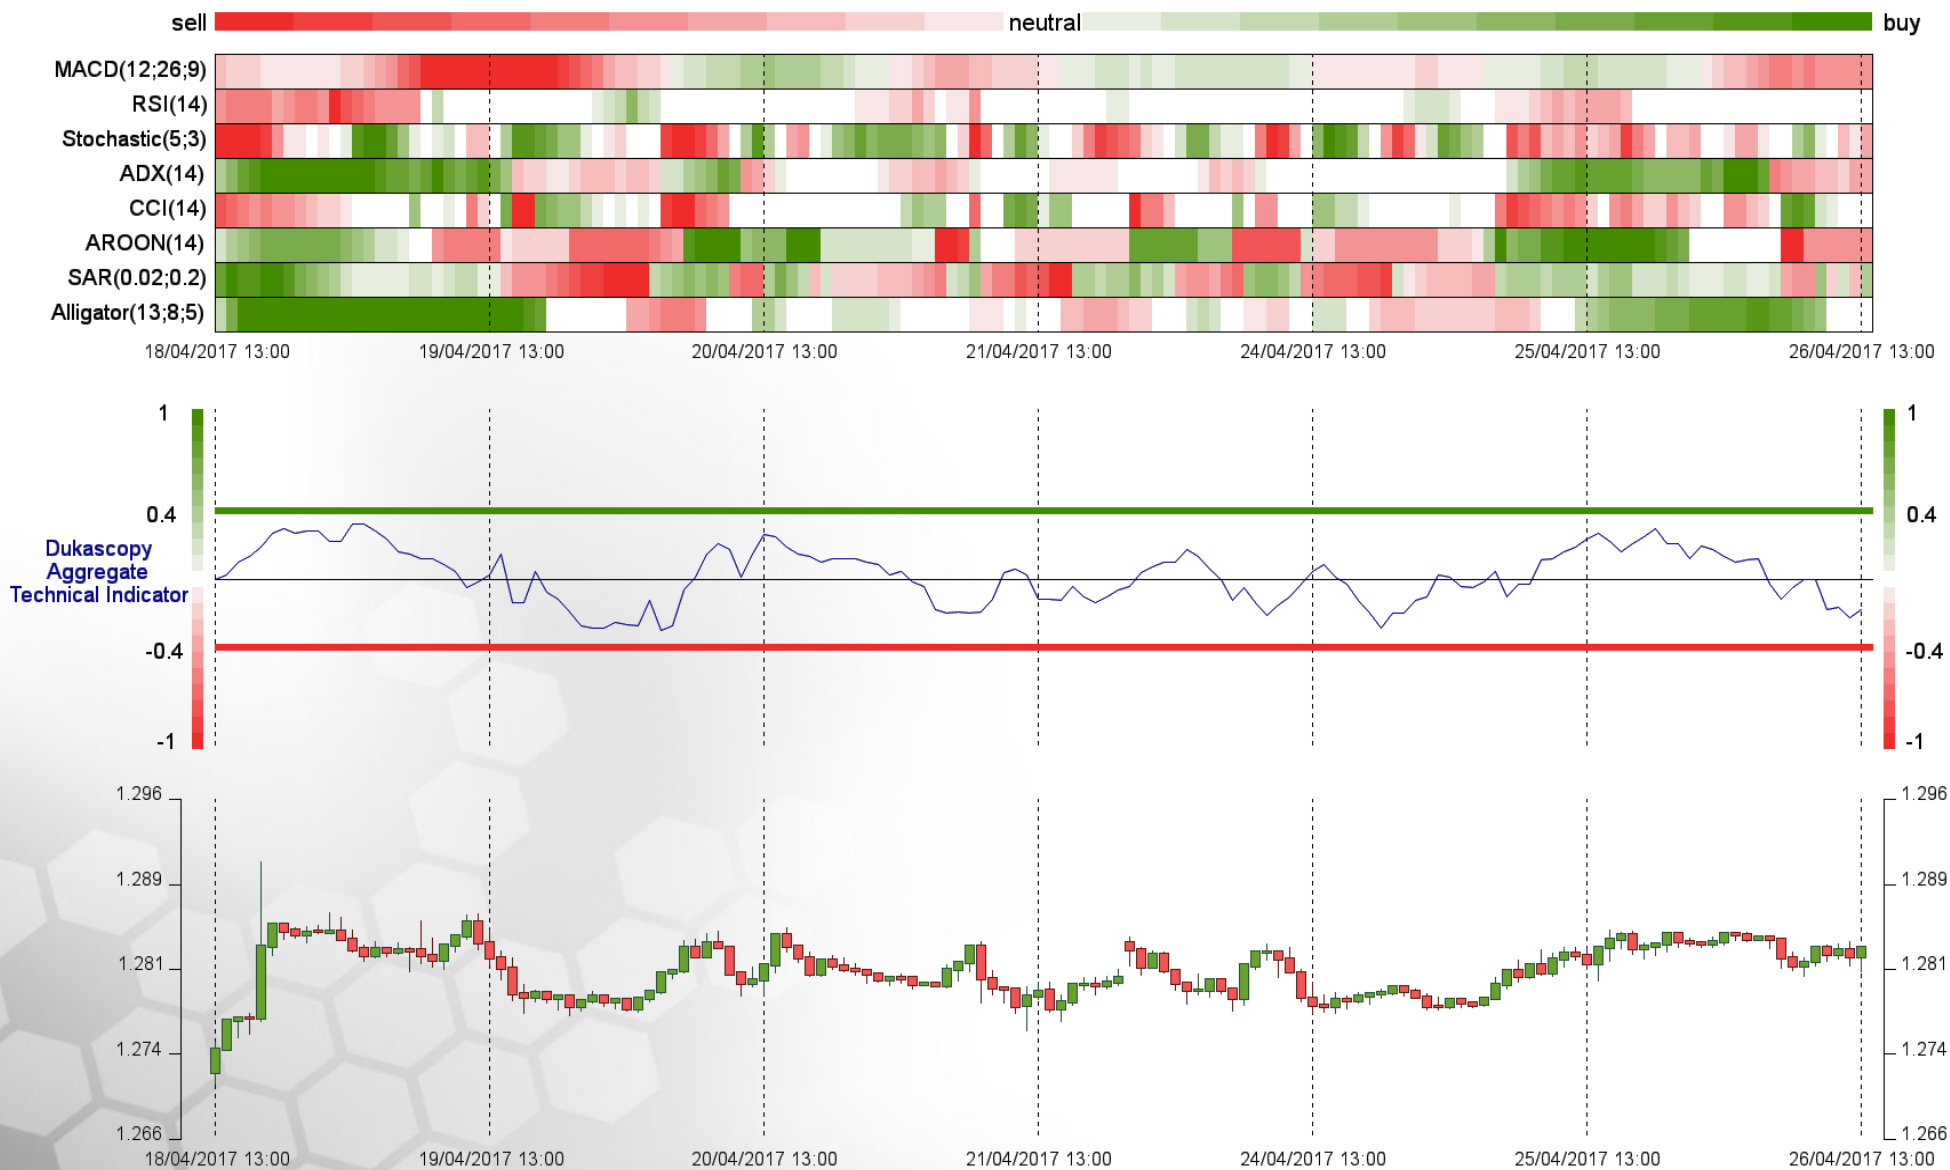 sell neutral buy
MACD(12;26;9)
RSI(14)
Stochastic(5;3)
ADX(14)
CCI(14)
AROON(14)
SAR(0.02;0.2)
Alligator(13;8;5)
18/04/2017 13:00 19/04/2017 13:00 20/04/2017 13:00 21/04/2017 13:00 24/04/2017 13:00 25/04/2017 13:00 26/04/2017 13:00
1 1
0.4 0.4
Dukascopy
Aggregate
Technical Indicator
-0.4 -0.4
-1 -1
1.296 1.296
1.289 1.289
1.281 1.281
1.274 1.274
1.266 1.266
18/04/2017 13:00 19/04/2017 13:00 20/04/2017 13:00 21/04/2017 13:00 24/04/2017 13:00 25/04/2017 13:00 26/04/2017 13:00